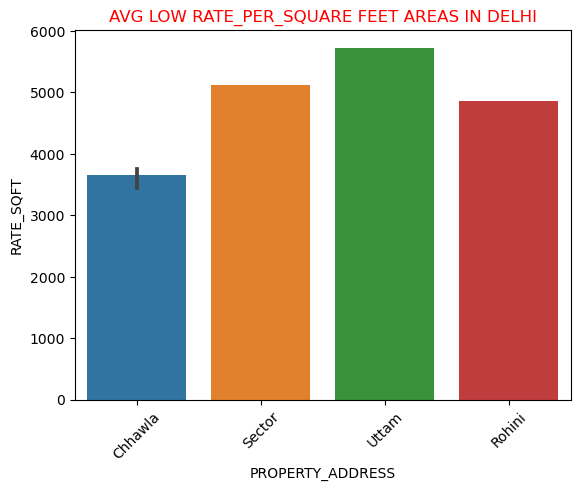 AVG LOW RATE_PER_SQUARE FEET AREAS IN DELHI
6000
5000
4000
3000
2000
1000
0
RATE_SQFT
Chhawla
Sector
Uttam
Rohini
PROPERTY_ADDRESS